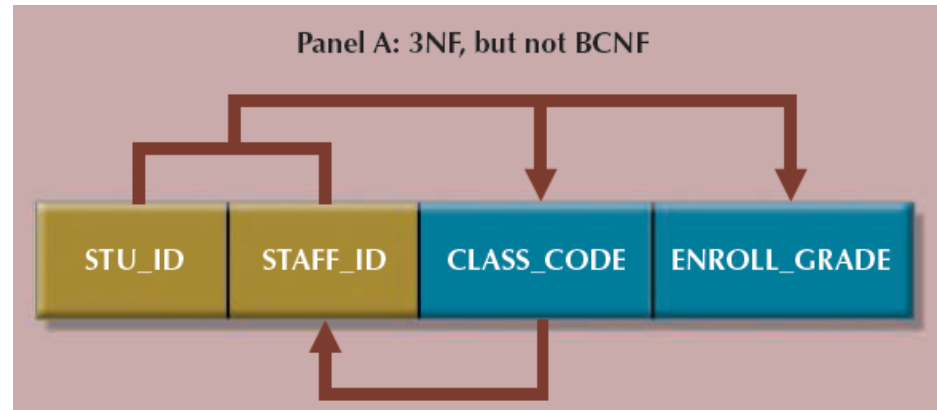 Panel A: 3NF, but not BCNF
STU_ID STAFF_ID CLASS_CODE ENROLL_GRADE